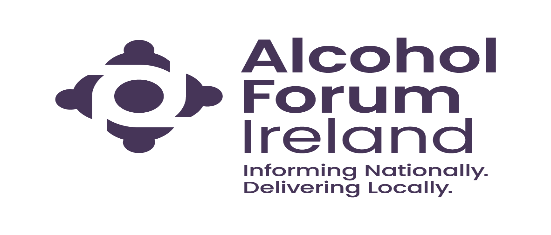 Alcohol
Forum
Ireland
Informing Nationally.
Delivering Locally.